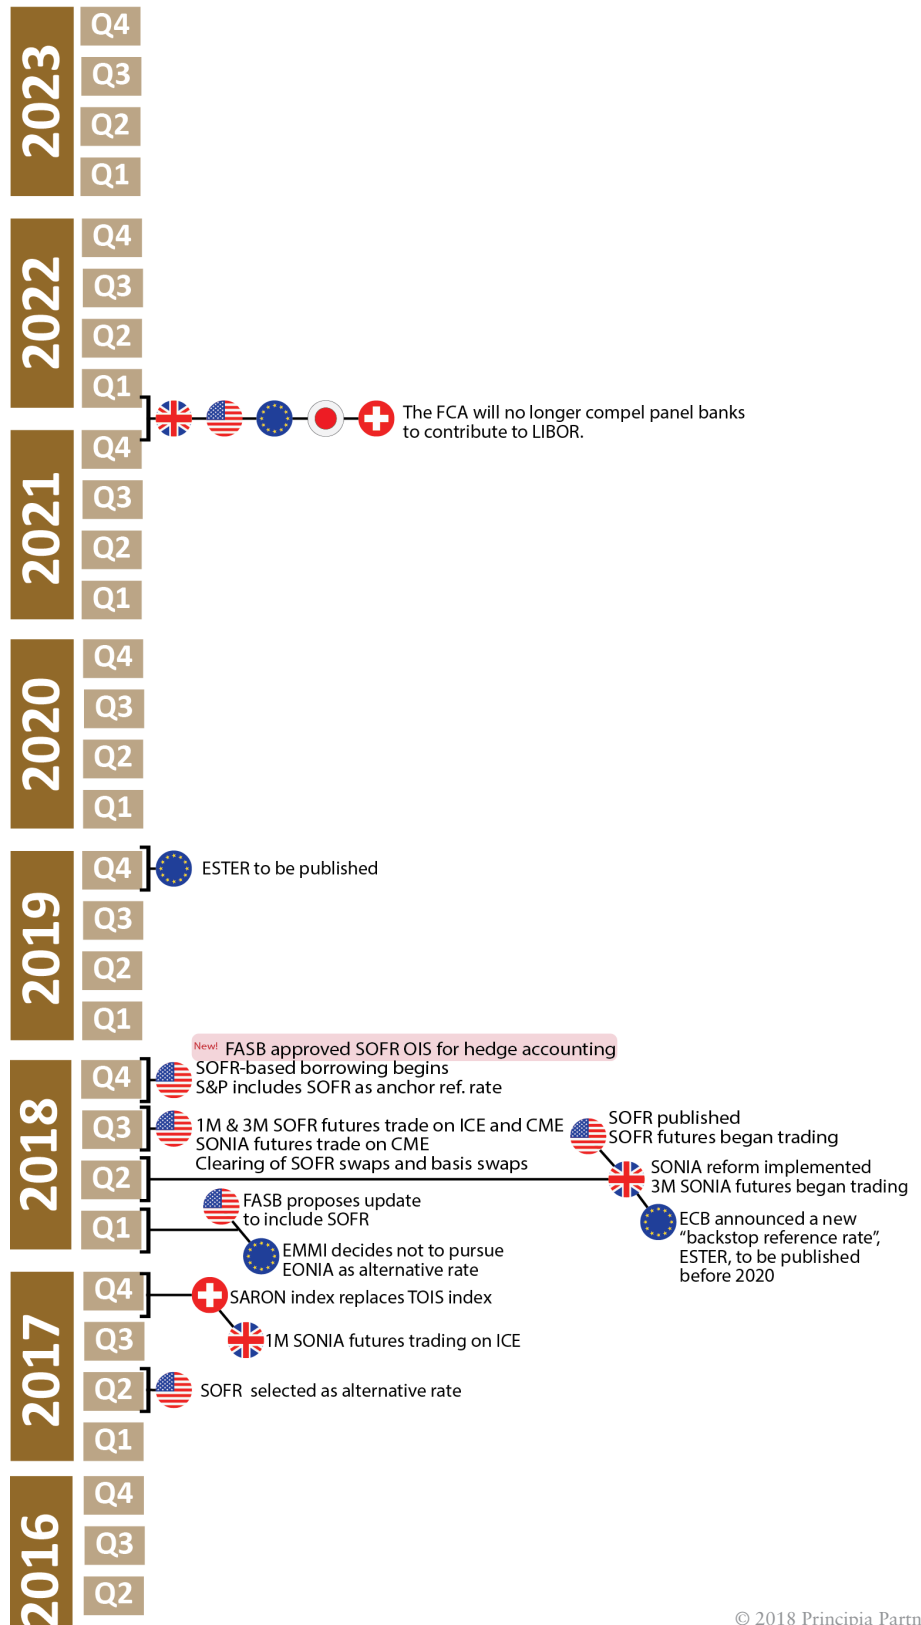 2023
Q4
Q3
Q2
Q1
2022
Q4
Q3
Q2
Q1
The FCA will no longer compel panel banks
to contribute to LIBOR.
2021
Q4
Q3
Q2
Q1
2020
Q4
Q3
Q2
Q1
2019
Q4
ESTER to be published
Q3
Q2
Q1
2018
New! FASB approved SOFR OIS for hedge accounting
Q4
SOFR-based borrowing begins
S&P includes SOFR as anchor ref. rate
Q3
1M & 3M SOFR futures trade on ICE and CME
SONIA futures trade on CME
Clearing of SOFR swaps and basis swaps
Q2
SOFR published
SOFR futures began trading
SONIA reform implemented
3M SONIA futures began trading
ECB announced a new
“backstop reference rate”,
ESTER, to be published
before 2020
Q1
FASB proposes update
to include SOFR
EMMI decides not to pursue
EONIA as alternative rate
2017
Q4
SARON index replaces TOIS index
1M SONIA futures trading on ICE
Q3
Q2
SOFR selected as alternative rate
Q1
2016
Q4
Q3
Q2
© 2018 Principia Partn